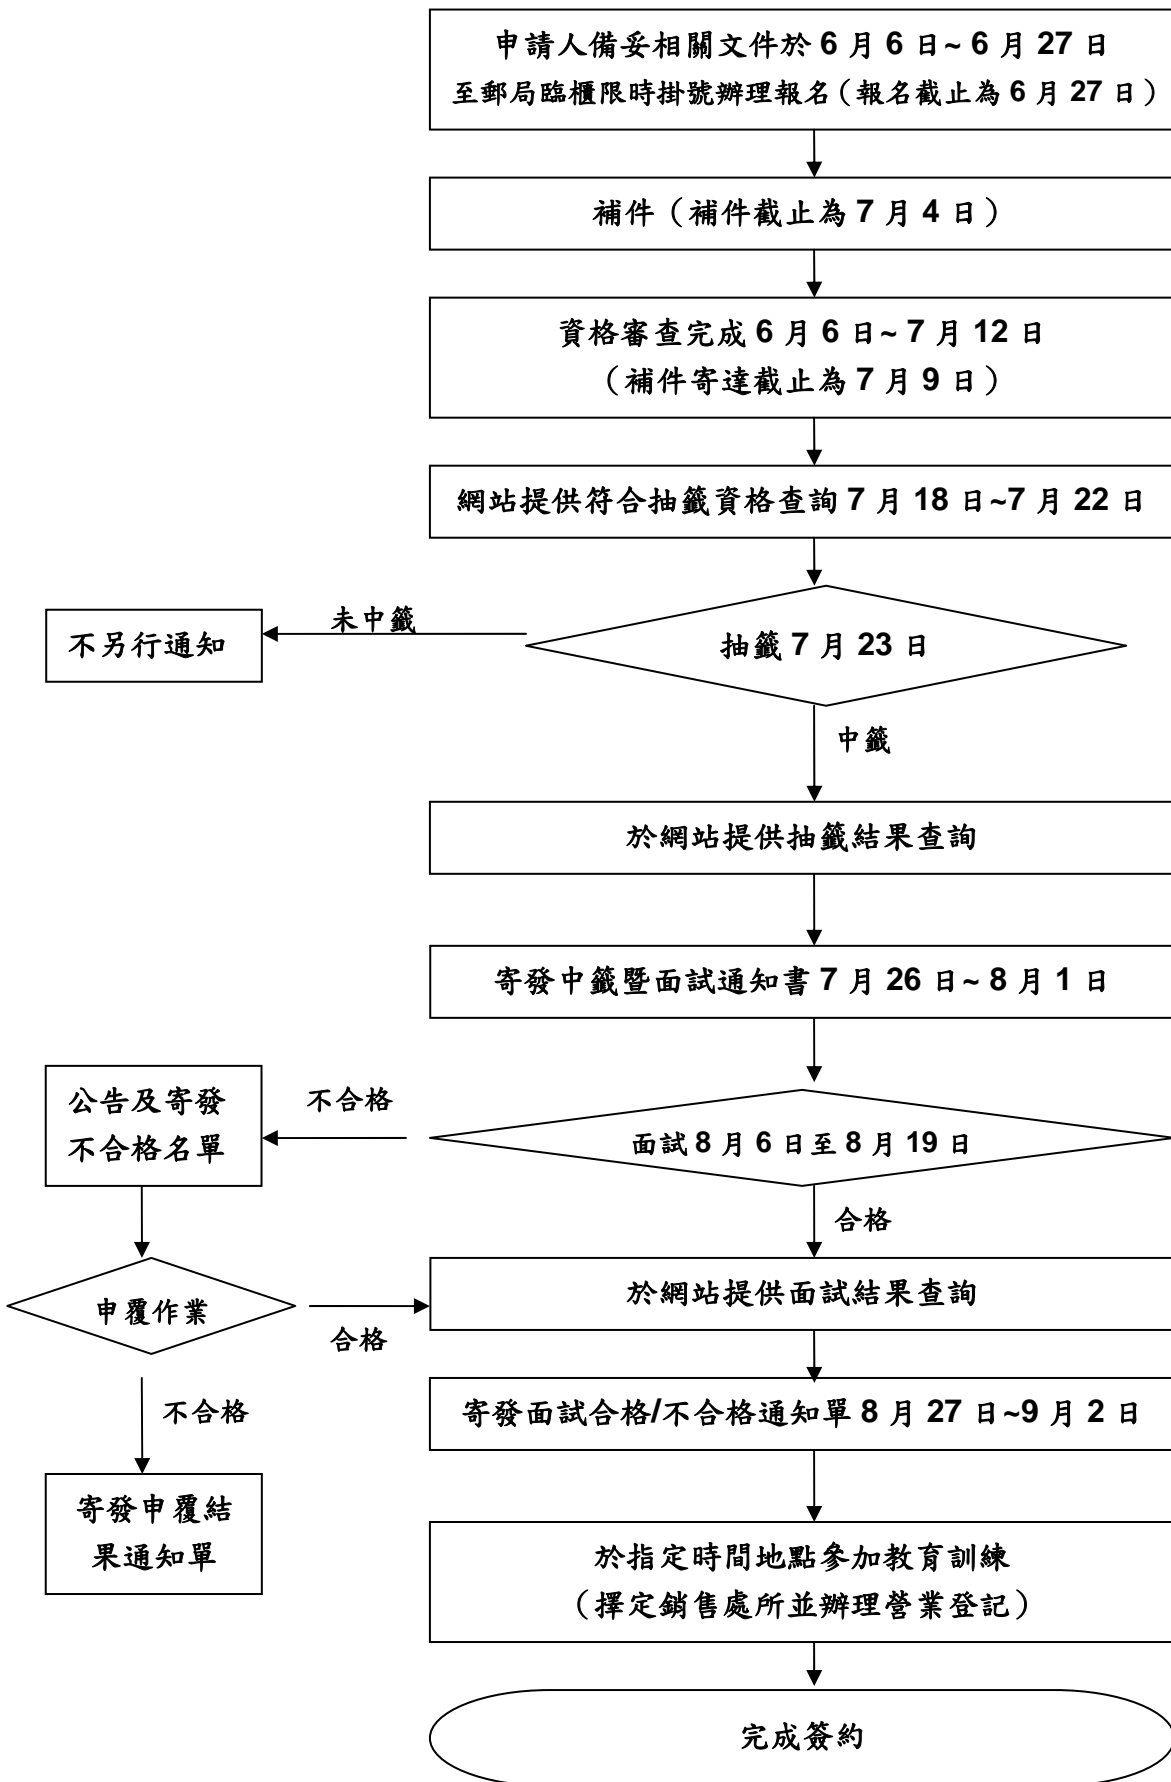 申請人備妥相關文件於 6 月 6 日~ 6 月 27 日
至郵局臨櫃限時掛號辦理報名（報名截止為 6 月 27 日）
補件（補件截止為 7 月 4 日）
資格審查完成 6 月 6 日~ 7 月 12 日
（補件寄達截止為 7 月 9 日）
網站提供符合抽籤資格查詢 7 月 18 日~7 月 22 日
抽籤 7 月 23 日
未中籤
不另行通知
中籤
於網站提供抽籤結果查詢
寄發中籤暨面試通知書 7 月 26 日~ 8 月 1 日
面試 8 月 6 日至 8 月 19 日
不合格
公告及寄發
不合格名單
合格
申覆作業
合格
於網站提供面試結果查詢
不合格
寄發申覆結
果通知單
寄發面試合格/不合格通知單 8 月 27 日~9 月 2 日
於指定時間地點參加教育訓練
（擇定銷售處所並辦理營業登記）
完成簽約